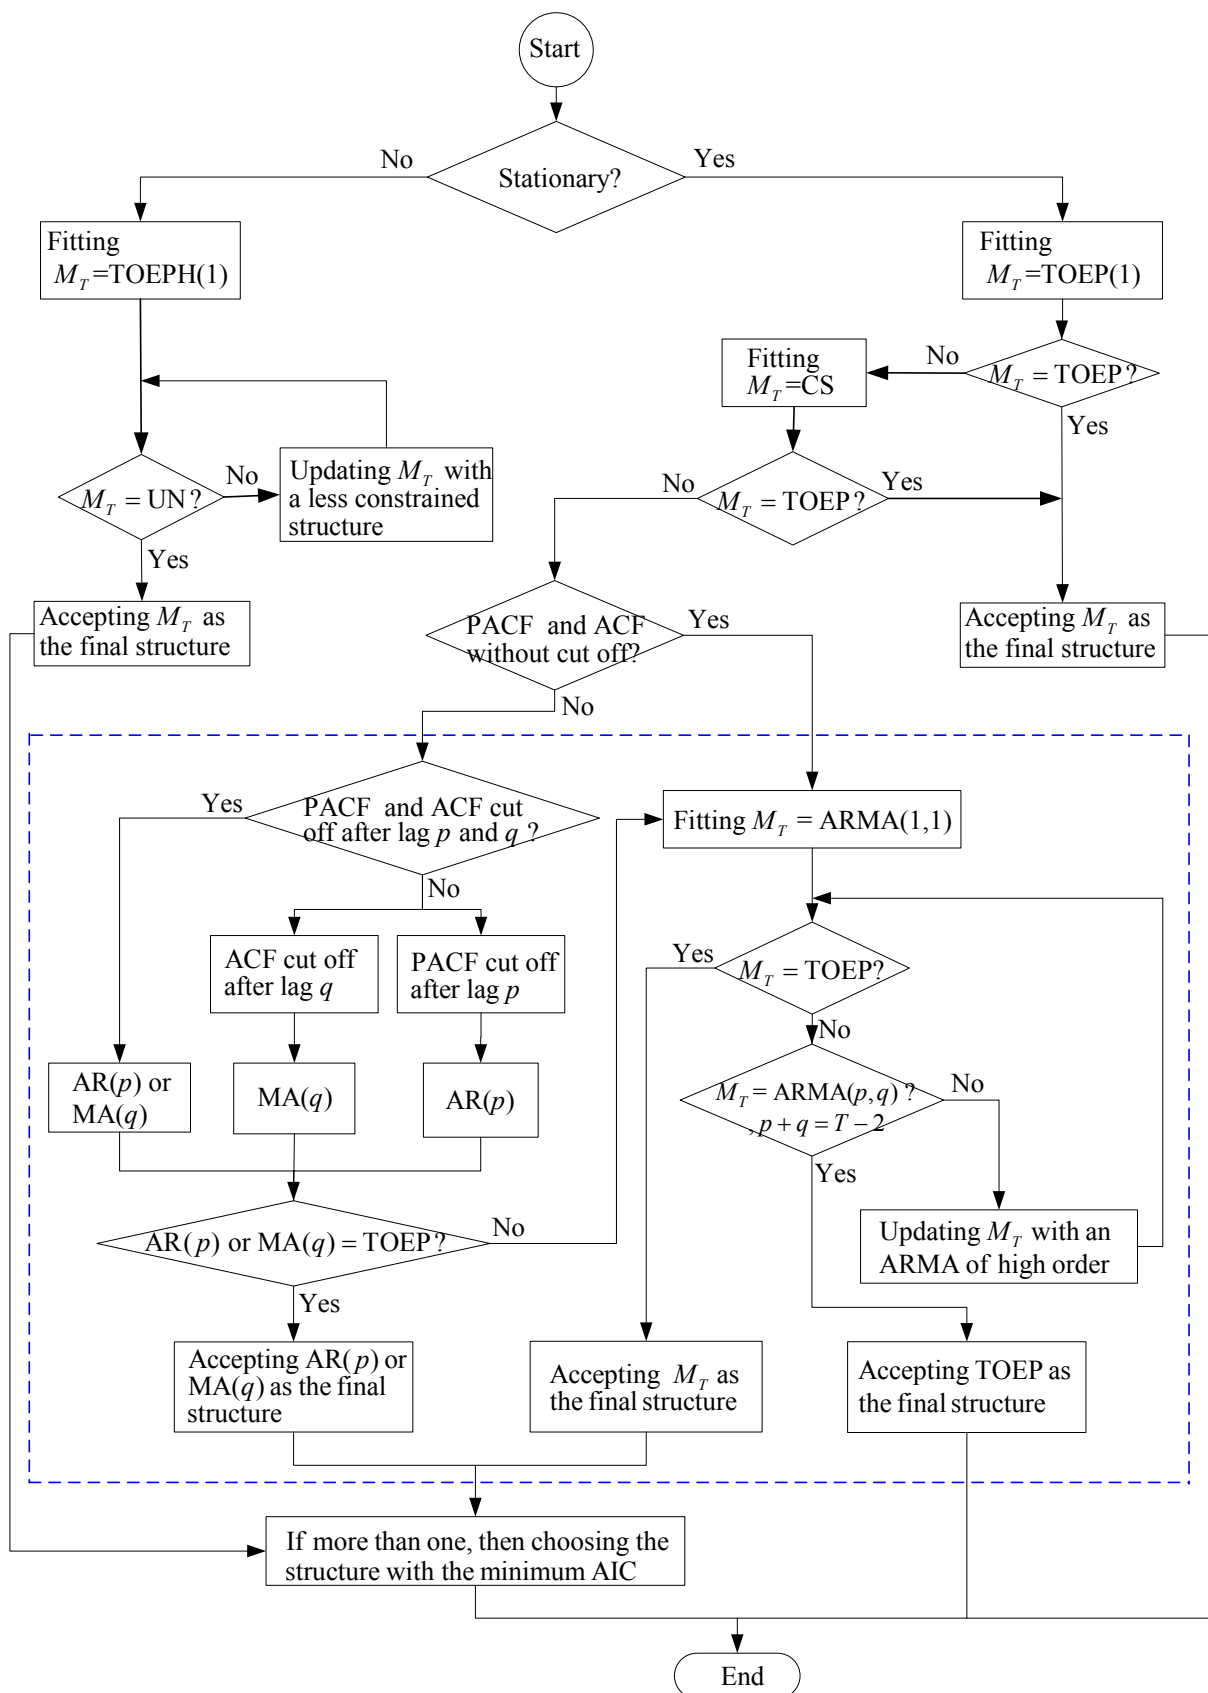 Start
No
Yes
Stationary?
Fitting
M_T=TOEPH(1)
Fitting
M_T=TOEP(1)
Fitting
M_T=CS
No
M_T = TOEP?
Yes
M_T = UN?
No
Updating M_T with
a less constrained
structure
Yes
No
M_T = TOEP?
Yes
Accepting M_T as
the final structure
PACF and ACF
without cut off?
Yes
No
Accepting M_T as
the final structure
Yes
PACF and ACF cut
off after lag p and q ?
No
Fitting M_T = ARMA(1,1)
ACF cut off
after lag q
PACF cut off
after lag p
Yes
M_T = TOEP?
No
AR(p) or
MA(q)
MA(q)
AR(p)
M_T = ARMA(p,q) ?
, p + q = T − 2
No
Yes
AR(p) or MA(q) = TOEP?
No
Updating M_T with an
ARMA of high order
Yes
Accepting AR(p) or
MA(q) as the final
structure
Accepting M_T as
the final structure
Accepting TOEP as
the final structure
If more than one, then choosing the
structure with the minimum AIC
End